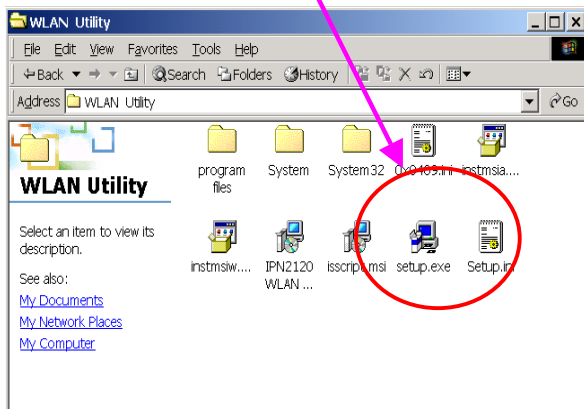 WLAN Utility
File Edit View Favorites Tools Help
Back Search Folders History
Address WLAN Utility Go
WLAN Utility
Select an item to view its
description.
See also:
My Documents
My Network Places
My Computer
program
files
System
System32
0x0409.ini
instmsia....
instmsiw....
IPN2120
WLAN ...
isscript.msi
setup.exe
Setup.ini